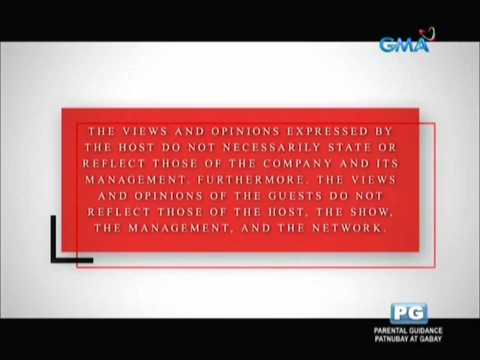 GMA
THE VIEWS AND OPINIONS EXPRESSED BY
THE HOST DO NOT NECESSARILY STATE OR
REFLECT THOSE OF THE COMPANY AND ITS
MANAGEMENT. FURTHERMORE. THE VIEWS
AND OPINIONS OF THE GUESTS DO NOT
REFLECT THOSE OF THE HOST, THE SHOW,
THE MANAGEMENT, AND THE NETWORK.
PG
PARENTAL GUIDANCE
PATNUBAY AT GABAY